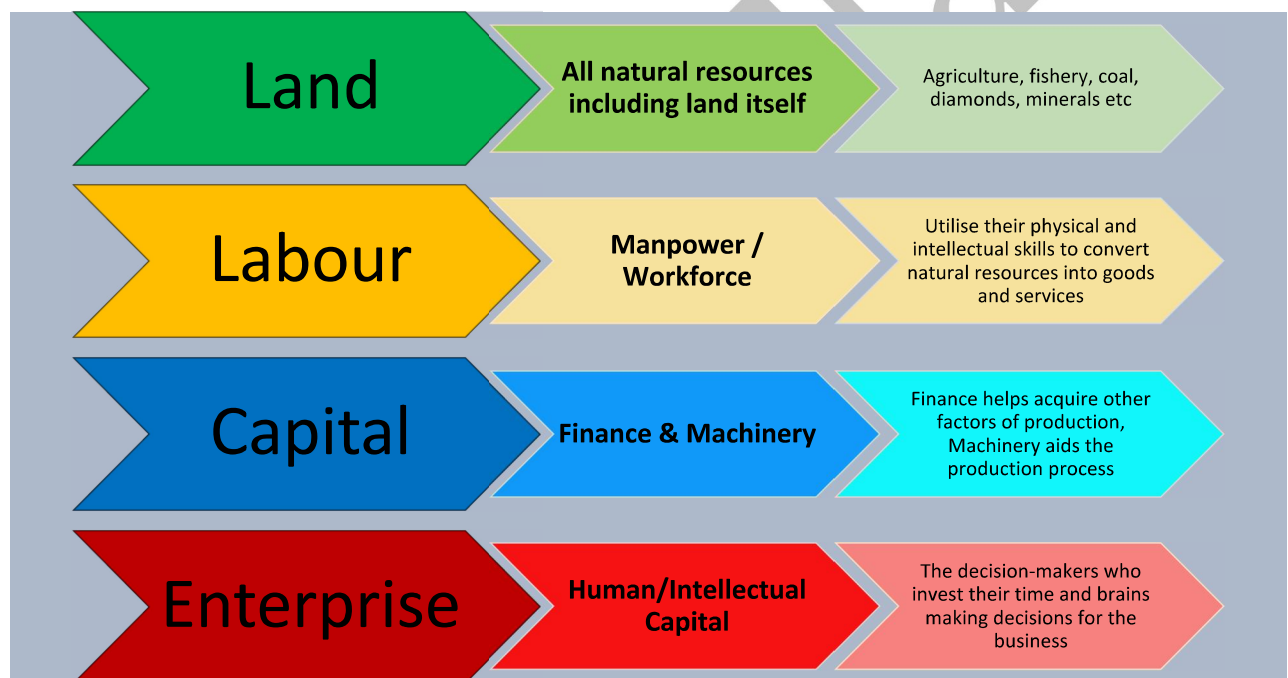 Land
All natural resources
including land itself
Agriculture, fishery, coal,
diamonds, minerals etc
Labour
Manpower /
Workforce
Utilise their physical and
intellectual skills to convert
natural resources into goods
and services
Capital
Finance & Machinery
Finance helps acquire other
factors of production,
Machinery aids the
production process
Enterprise
Human/Intellectual
Capital
The decision-makers who
invest their time and brains
making decisions for the
business